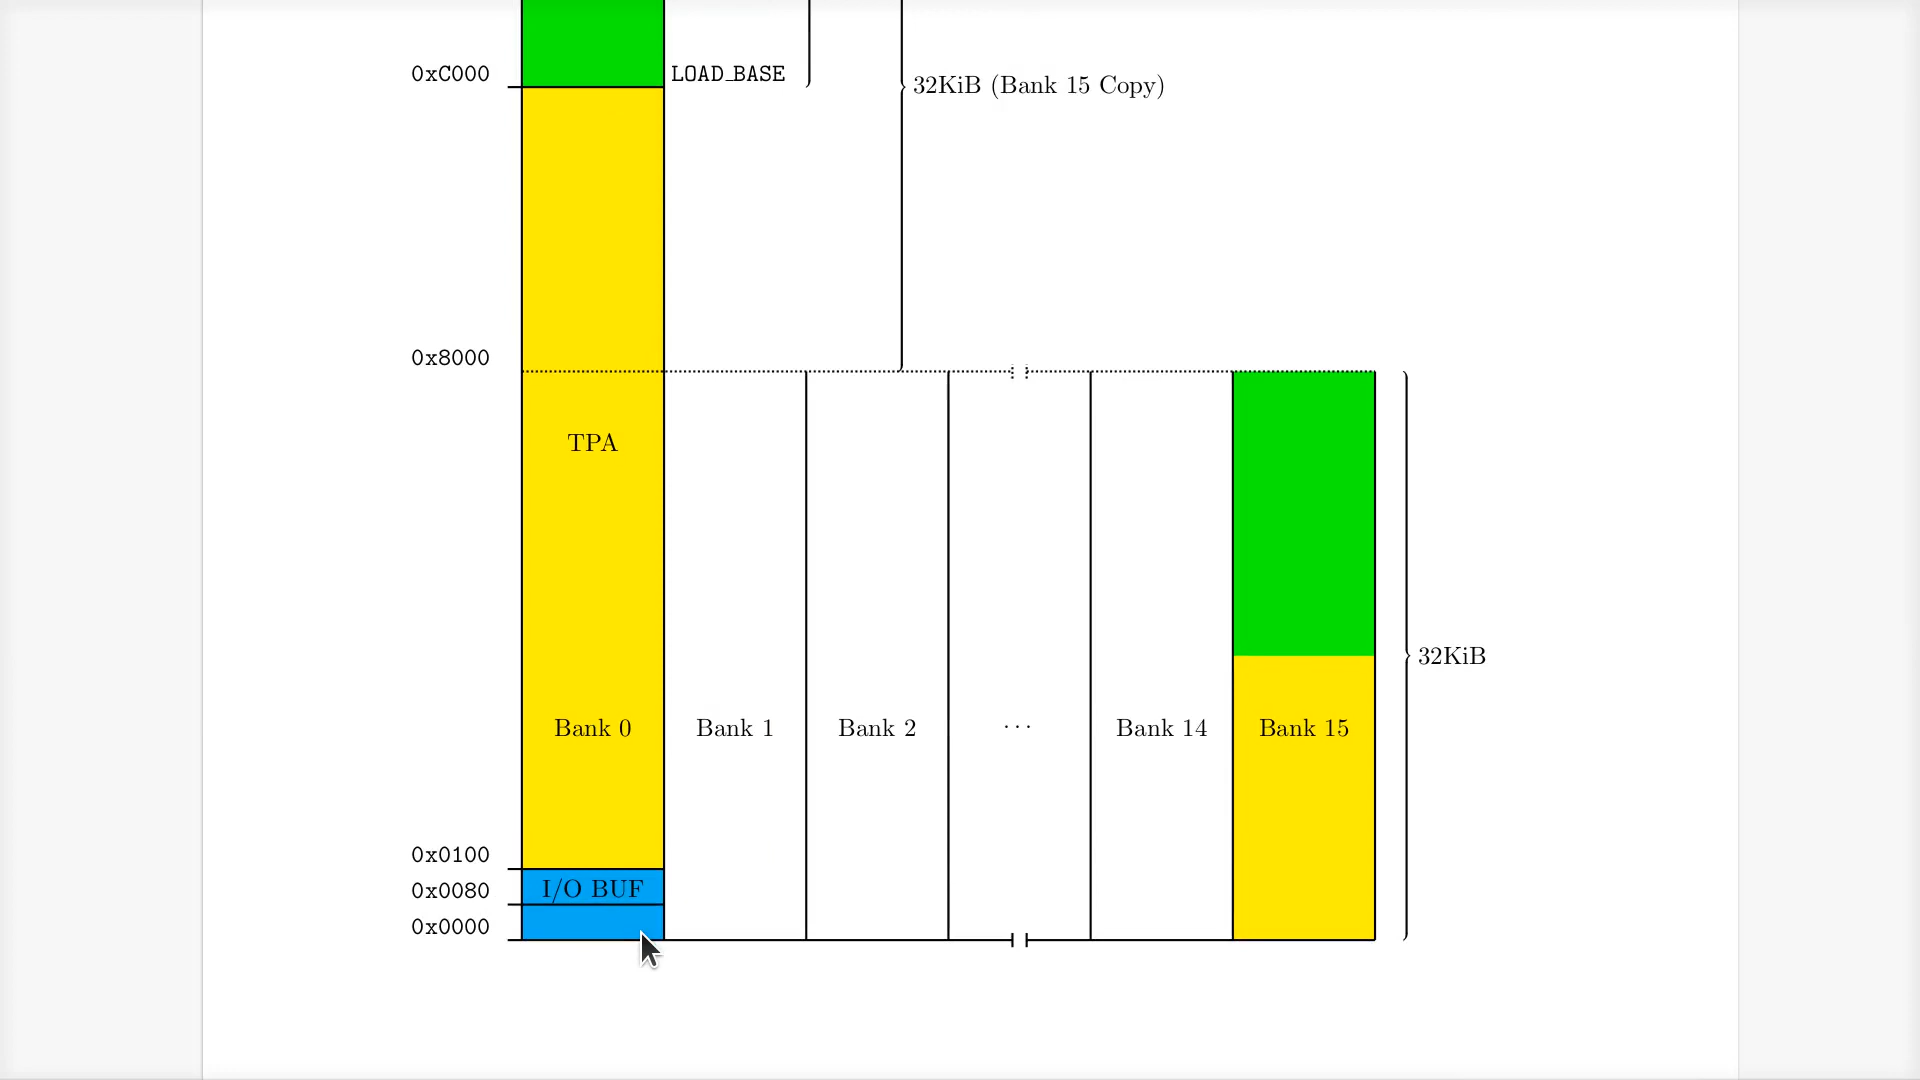 0xC000 LOAD_BASE
32KiB (Bank 15 Copy)
0x8000
TPA
32KiB
Bank 0 Bank 1 Bank 2 ... Bank 14 Bank 15
0x0100
0x0080 I/O BUF
0x0000